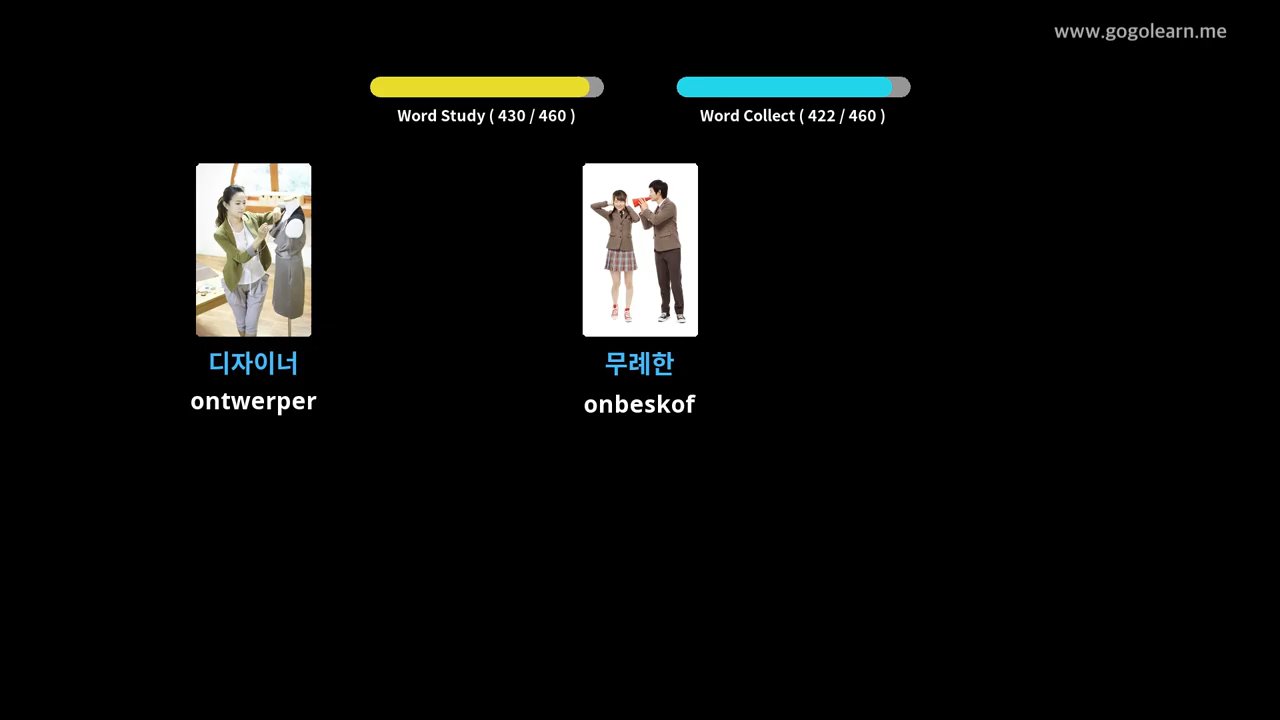 www.gogolearn.me
Word Study ( 430 / 460 )
Word Collect ( 422 / 460 )
디자이너
ontwerper
무례한
onbeskof